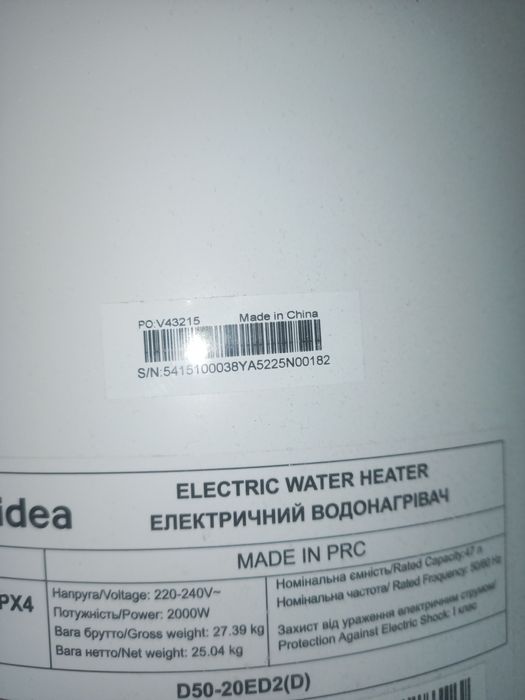 PO:V43215 Made in China
S/N:5415100038YA5225N00182
idea
ELECTRIC WATER HEATER
ЕЛЕКТРИЧНИЙ ВОДОНАГРІВАЧ
MADE IN PRC
PX4
Напруга/Voltage: 220-240V~
Потужність/Power: 2000W
Вага брутто/Gross weight: 27.39 kg
Вага нетто/Net weight: 25.04 kg
Номінальна ємність/Rated Capacity:47 л
Номінальна частота/ Rated Frequency: 50/60 Hz
Захист від ураження електричним струмом/
Protection Against Electric Shock: I клас
D50-20ED2(D)